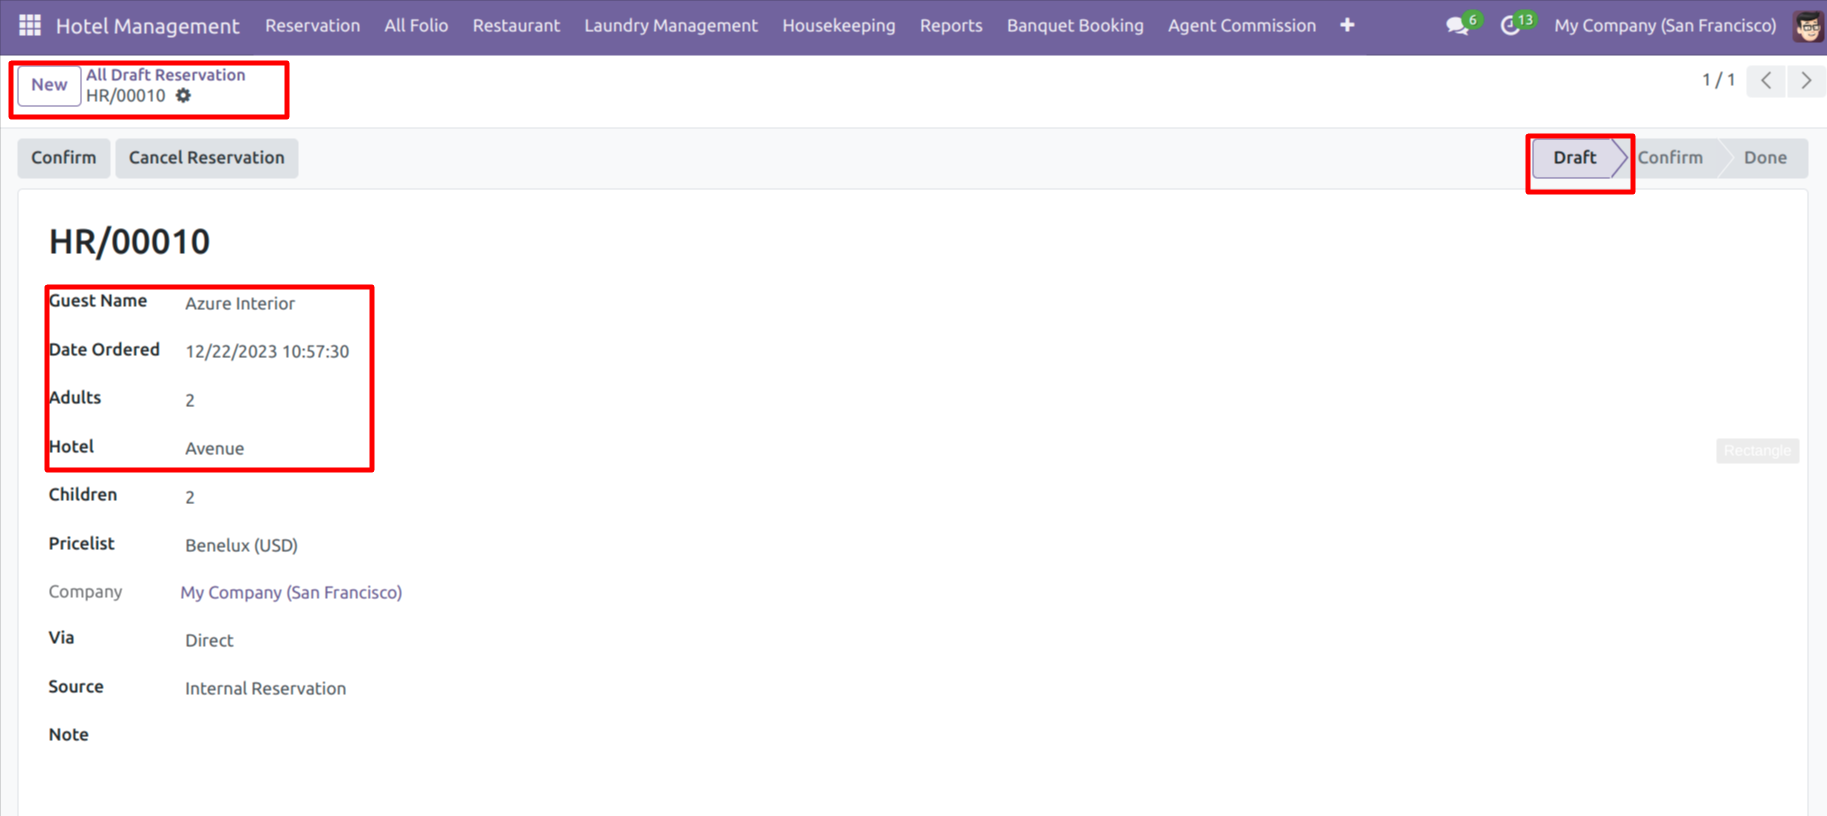 Hotel Management Reservation All Folio Restaurant Laundry Management Housekeeping Reports Banquet Booking Agent Commission + 6 13 My Company (San Francisco)
New All Draft Reservation 1 / 1
HR/00010
Confirm Cancel Reservation Draft Confirm Done
HR/00010
Guest Name Azure Interior
Date Ordered 12/22/2023 10:57:30
Adults 2
Hotel Avenue
Rectangle
Children 2
Pricelist Benelux (USD)
Company My Company (San Francisco)
Via Direct
Source Internal Reservation
Note